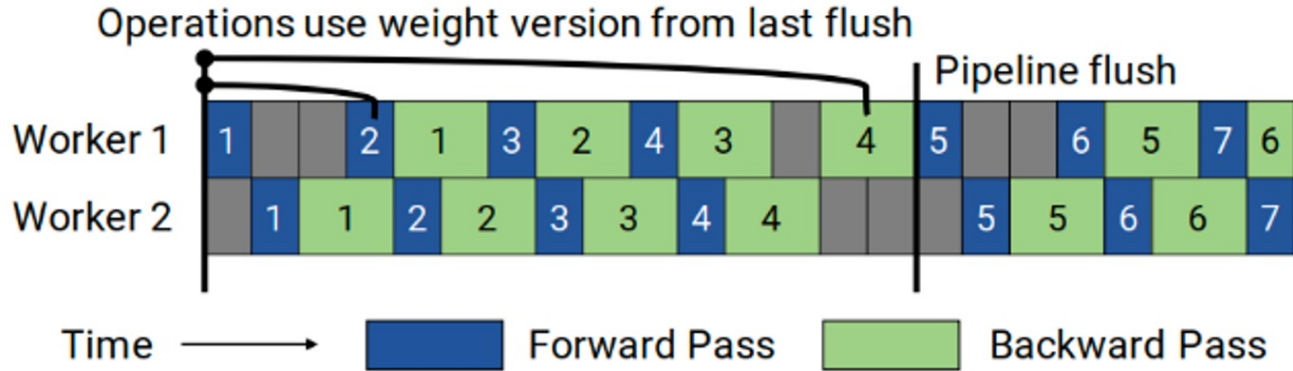 Operations use weight version from last flush
Pipeline flush
Worker 1 1 2 1 3 2 4 3 4 5 6 5 7 6
Worker 2 1 1 2 2 3 3 4 4 5 5 6 6 7
Time Forward Pass Backward Pass